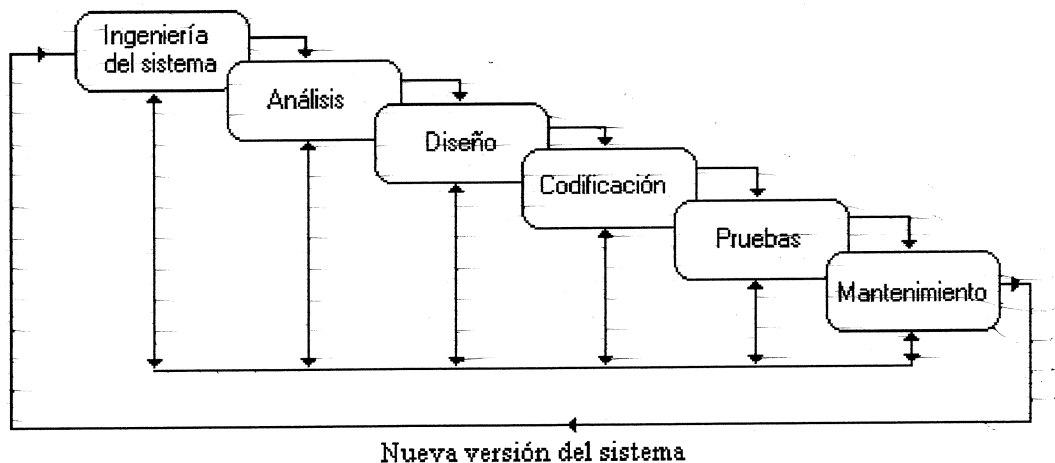 Ingeniería
del sistema
Análisis
Diseño
Codificación
Pruebas
Mantenimiento
Nueva versión del sistema